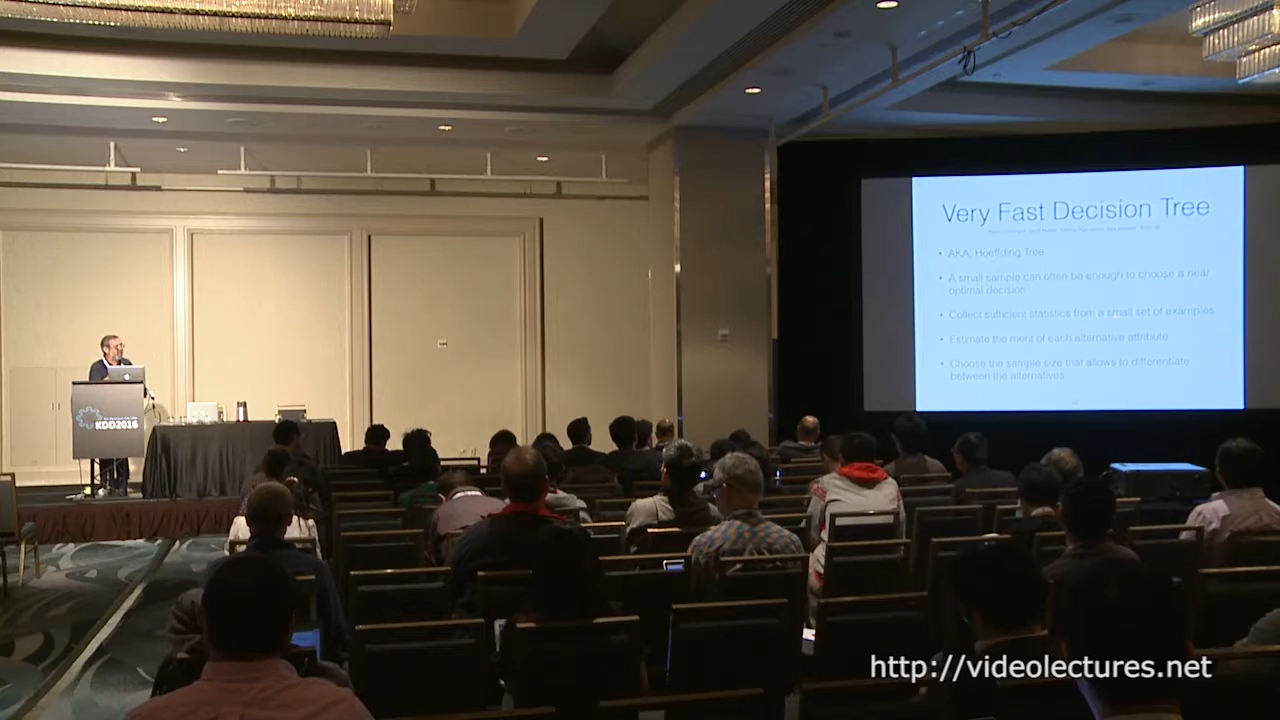 Very Fast Decision Tree
• AKA, Hoeffding Tree
• A small sample can often be enough to choose a near
optimal decision
• Collect sufficient statistics from a small set of examples
• Estimate the merit of each alternative attribute
• Choose the sample size that allows to differentiate
between the alternatives
KDD2016
http://videolectures.net